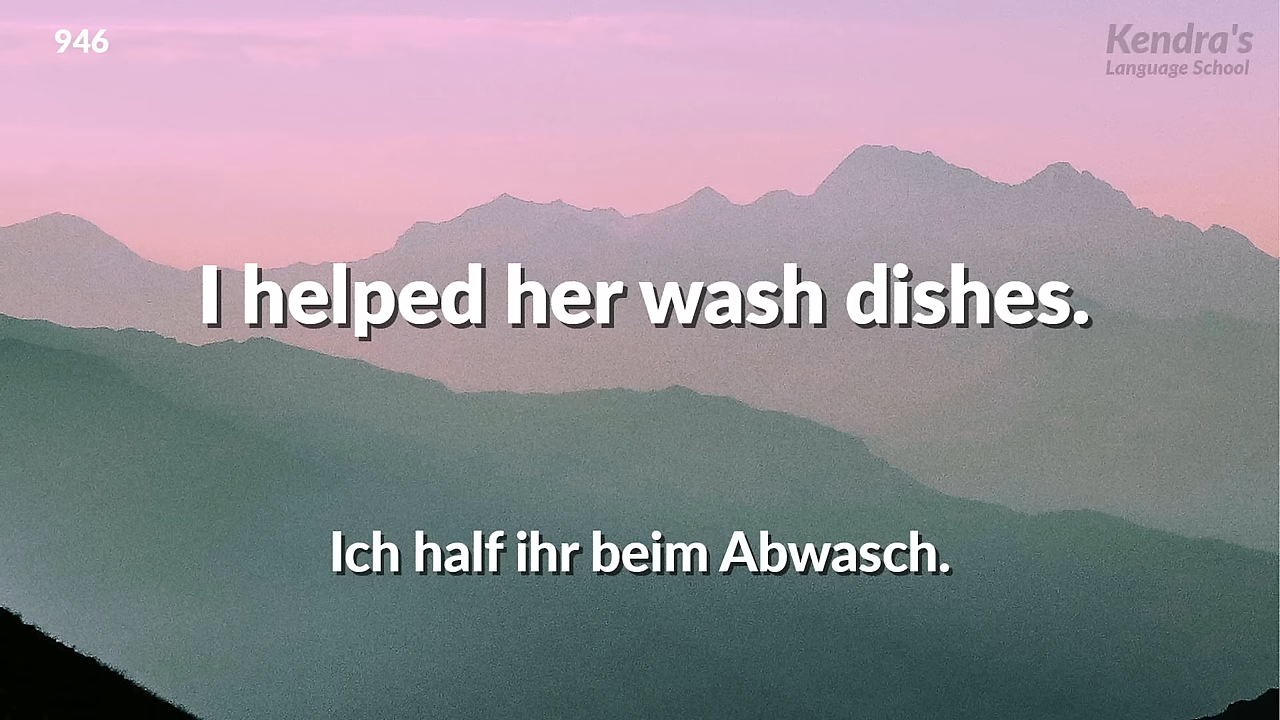 946
Kendra's
Language School
I helped her wash dishes.
Ich half ihr beim Abwasch.